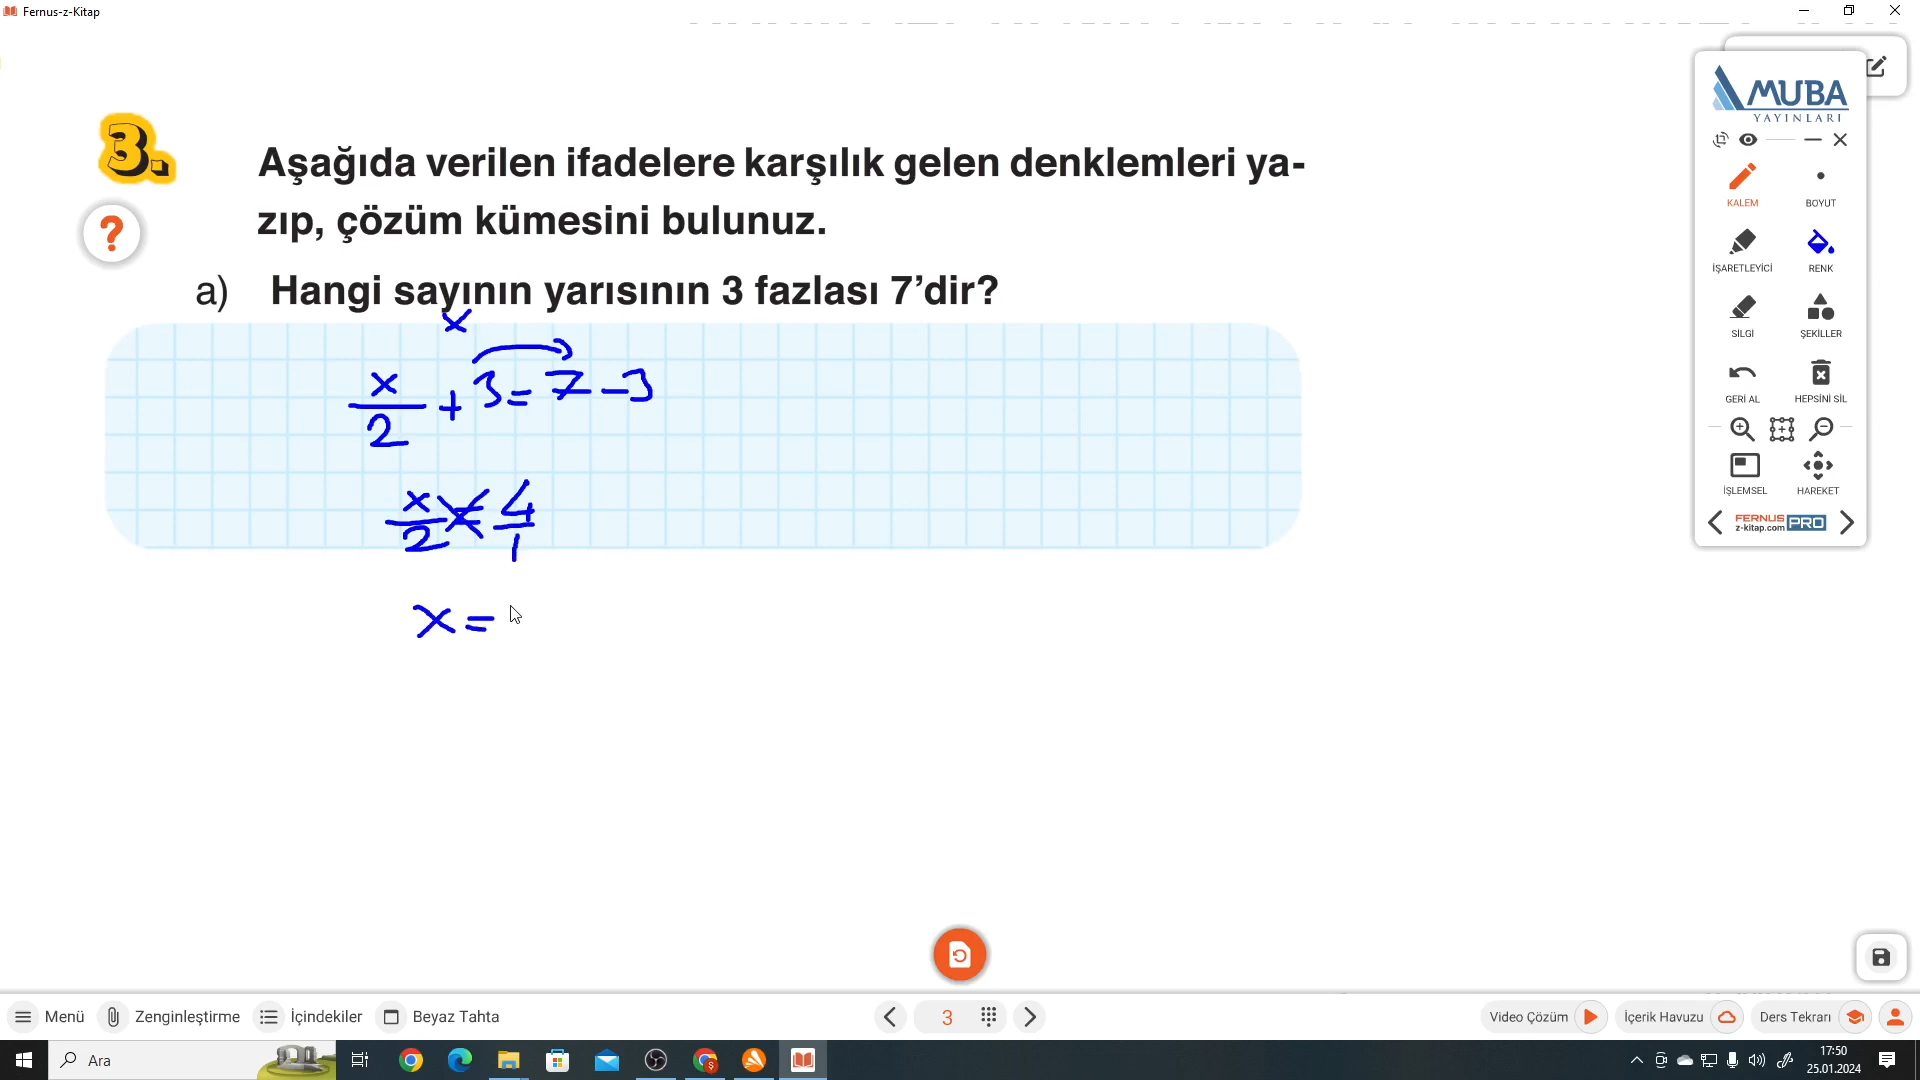 Fernus-z-Kitap
MUBA
YAYINLARI
3.
Aşağıda verilen ifadelere karşılık gelen denklemleri ya-
zıp, çözüm kümesini bulunuz.
?
a) Hangi sayının yarısının 3 fazlası 7’dir?
x
x/2 + 3 = 7 - 3
x/2 = 4/1
x =
KALEM BOYUT
İŞARETLEYİCİ RENK
SİLGİ ŞEKİLLER
GERİ AL HEPSİNİ SİL
İŞLEMSEL HAREKET
FERNUS PRO
z-kitap.com
Menü Zenginleştirme İçindekiler Beyaz Tahta 3 Video Çözüm İçerik Havuzu Ders Tekrarı
Ara 17:50
25.01.2024